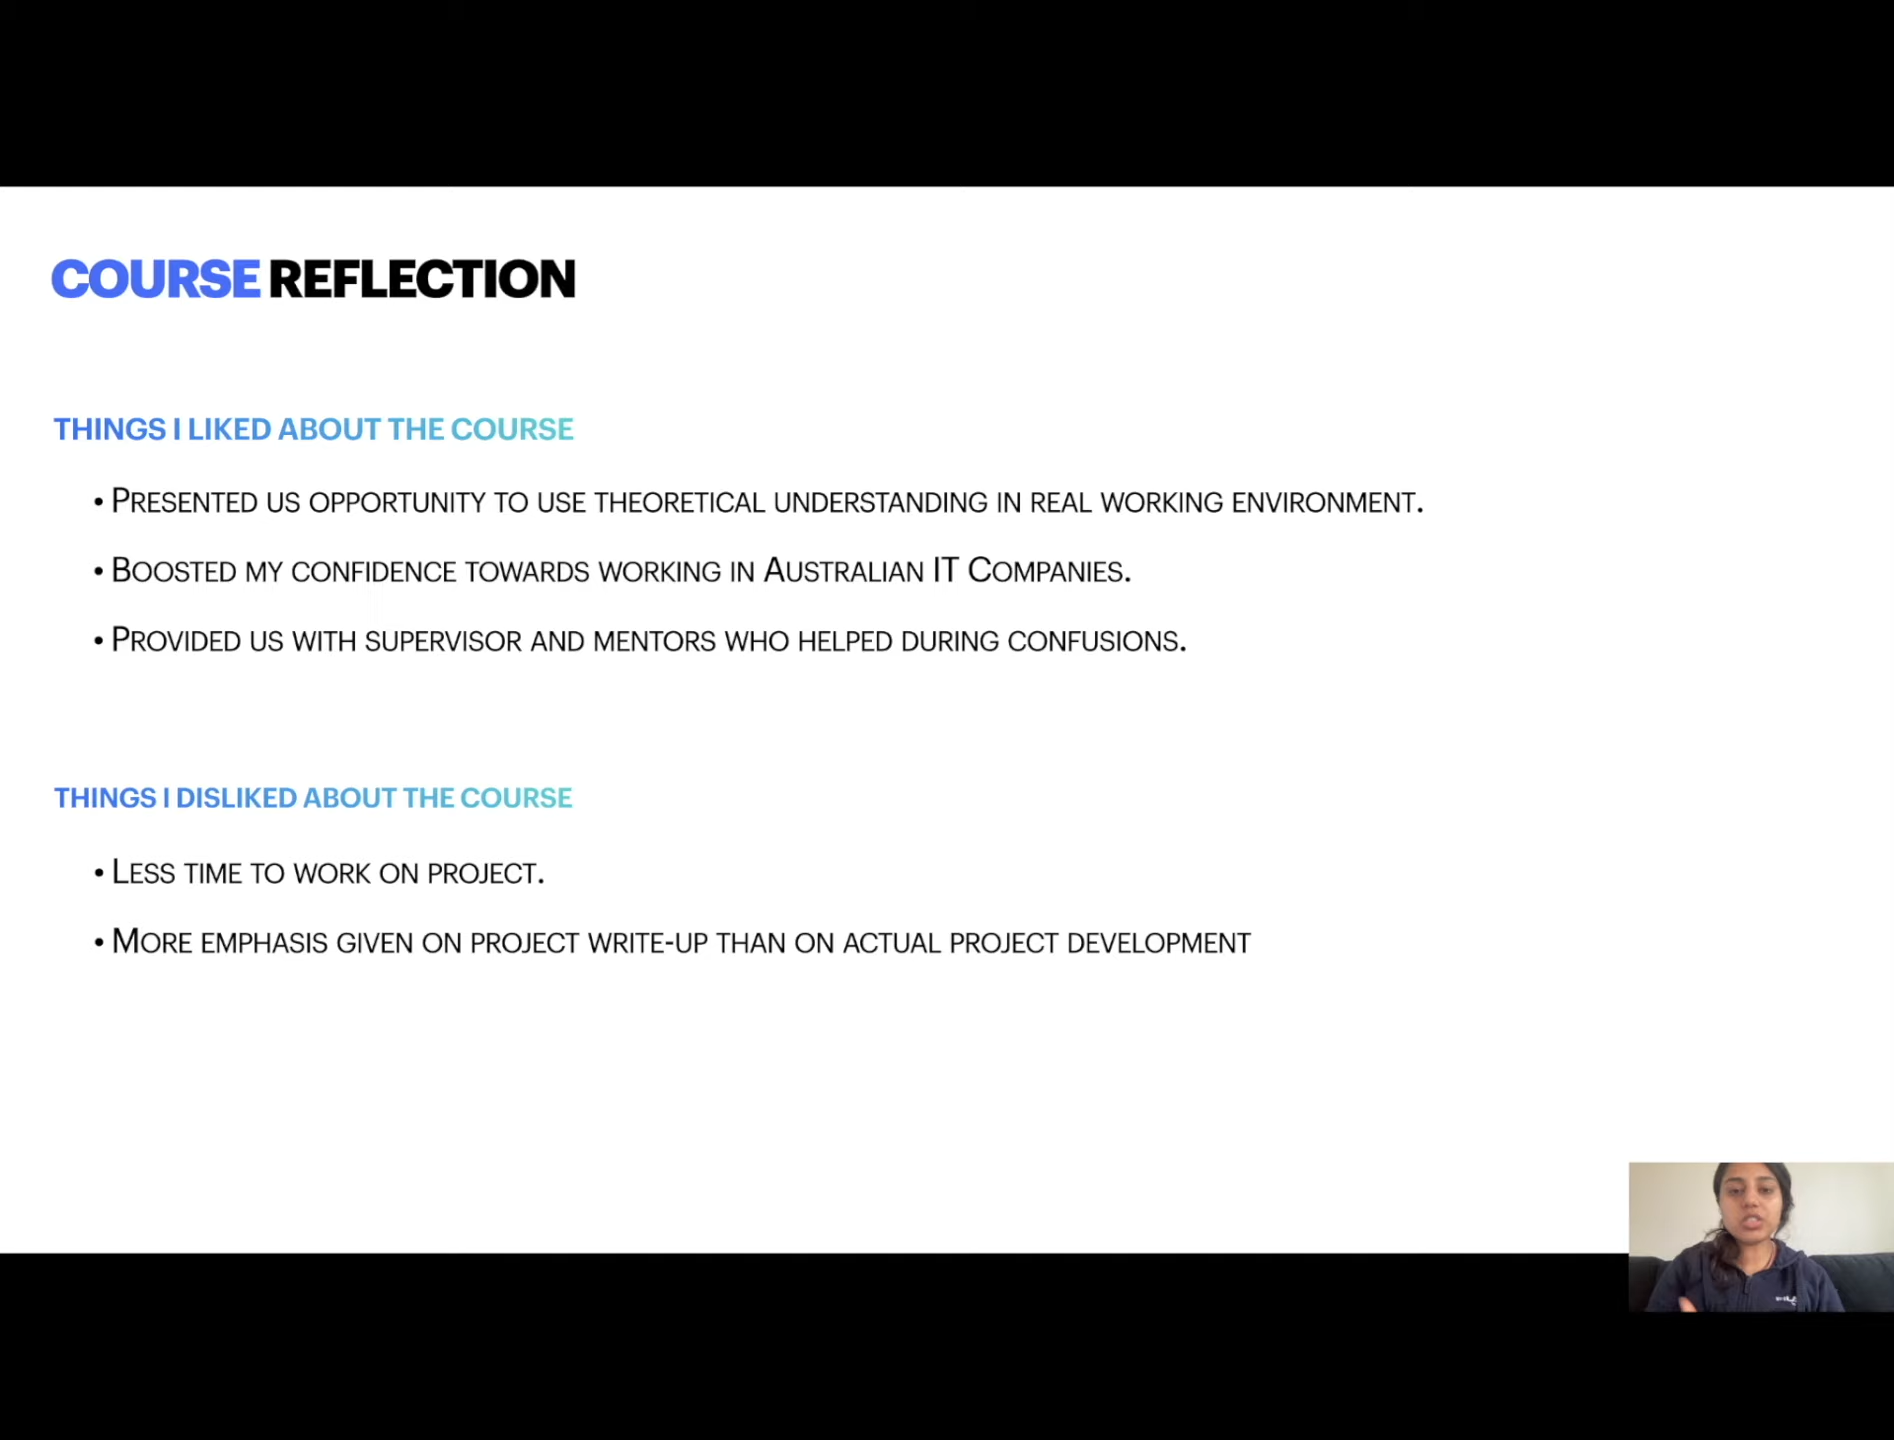 COURSE REFLECTION
THINGS I LIKED ABOUT THE COURSE
• PRESENTED US OPPORTUNITY TO USE THEORETICAL UNDERSTANDING IN REAL WORKING ENVIRONMENT.
• BOOSTED MY CONFIDENCE TOWARDS WORKING IN AUSTRALIAN IT COMPANIES.
• PROVIDED US WITH SUPERVISOR AND MENTORS WHO HELPED DURING CONFUSIONS.
THINGS I DISLIKED ABOUT THE COURSE
• LESS TIME TO WORK ON PROJECT.
• MORE EMPHASIS GIVEN ON PROJECT WRITE-UP THAN ON ACTUAL PROJECT DEVELOPMENT